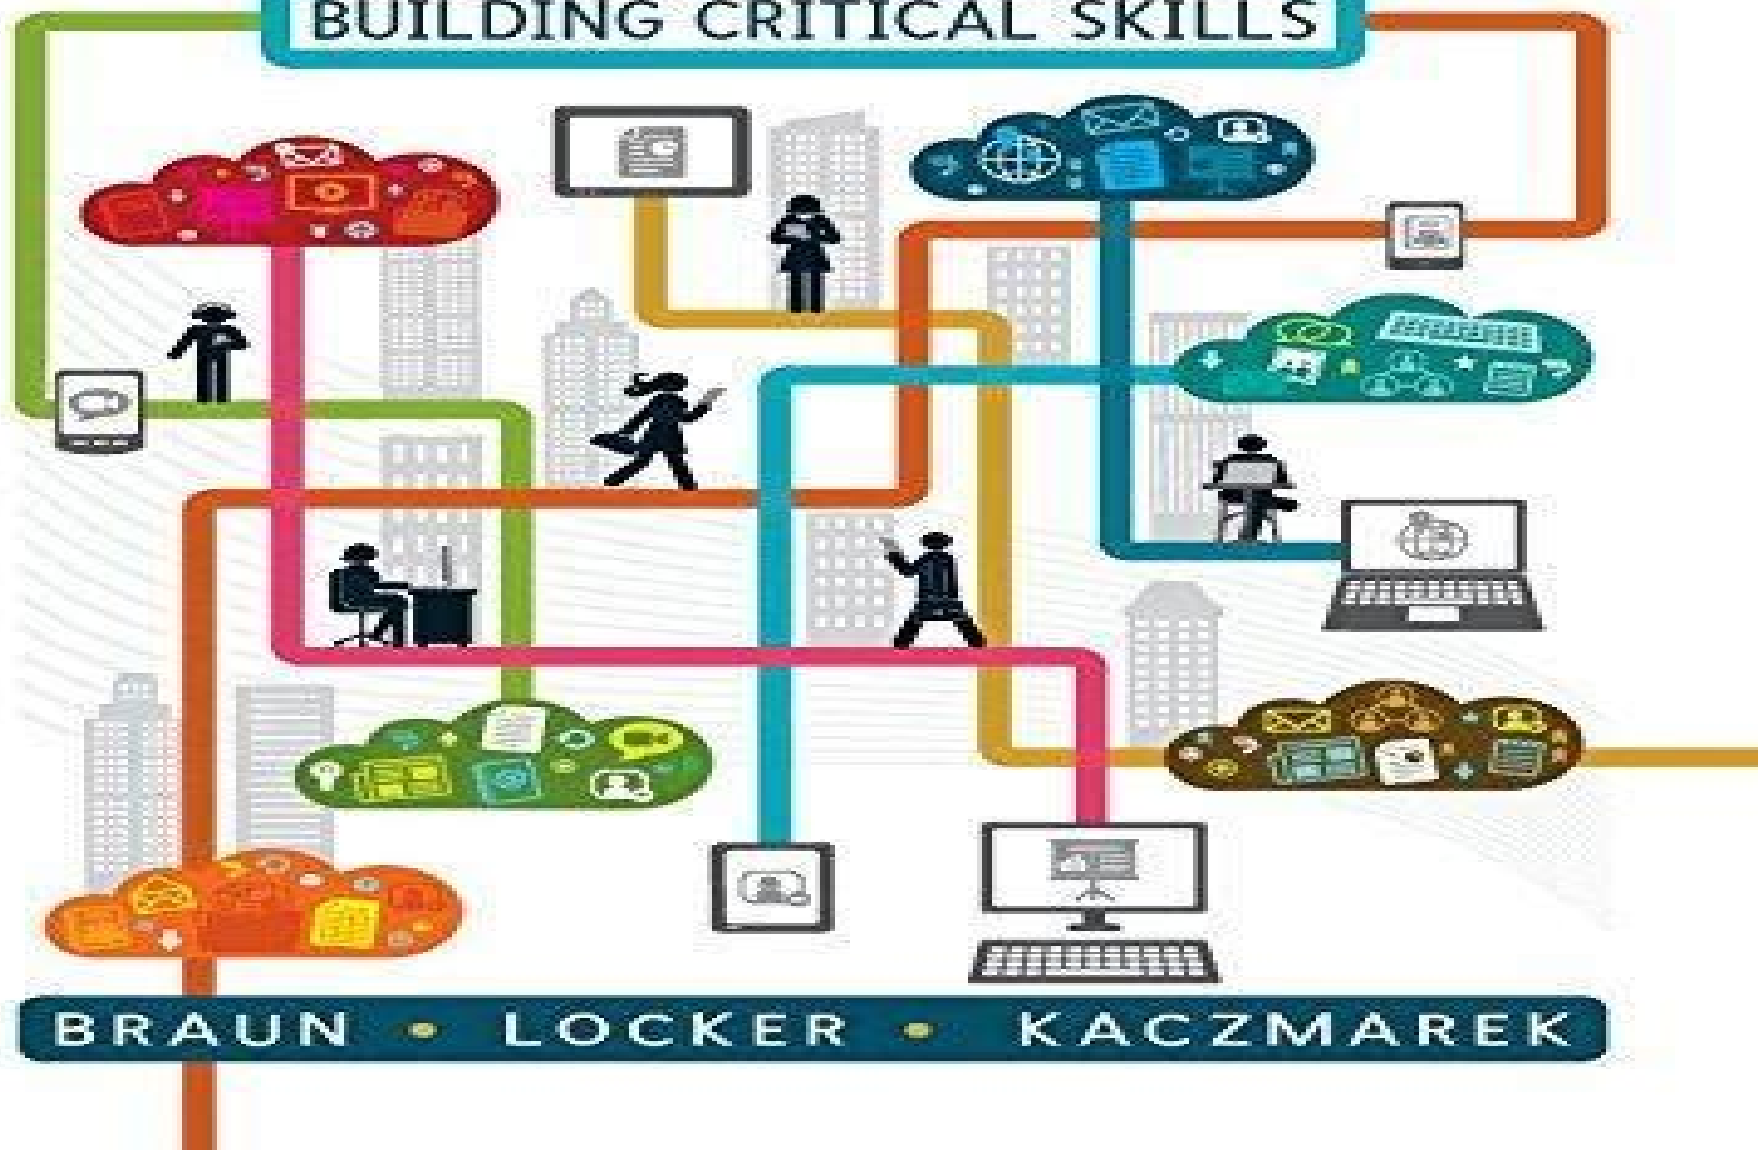 BUILDING CRITICAL SKILLS
BRAUN • LOCKER • KACZMAREK